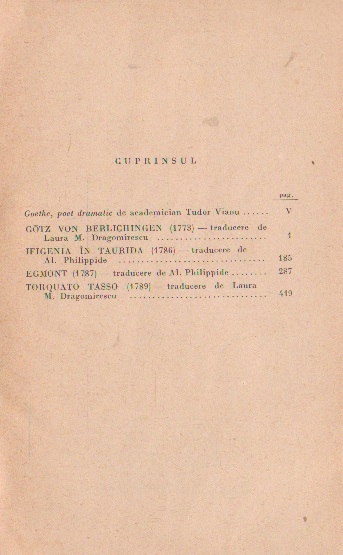 CUPRINSUL
pag.
Goethe, poet dramatic de academician Tudor Vianu ...... V
GÖTZ VON BERLICHINGEN (1773) — traducere de
Laura M. Dragomirescu ........................ 1
IFIGENIA ÎN TAURIDA (1786) — traducere de
Al. Philippide ................................ 185
EGMONT (1787) — traducere de Al. Philippide ........ 287
TORQUATO TASSO (1789) — traducere de Laura
M. Dragomirescu .............................. 419